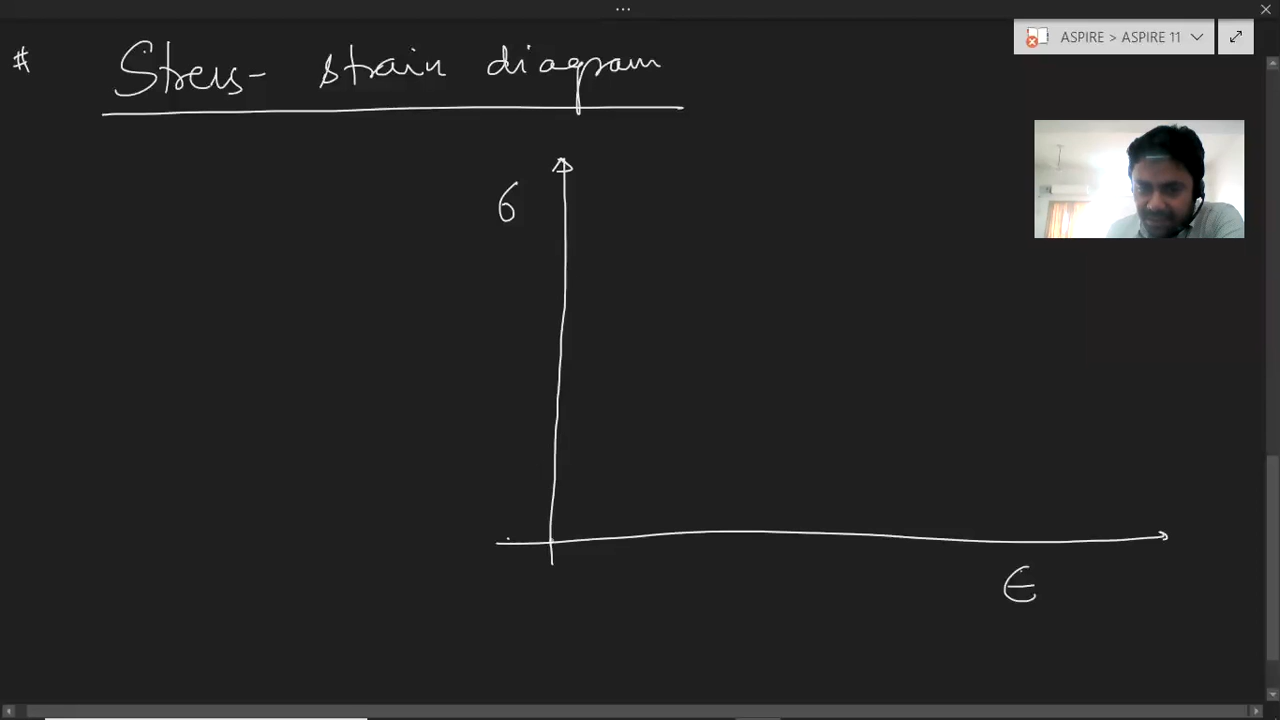 # Stress- strain diagram
ASPIRE > ASPIRE 11
6
ϵ